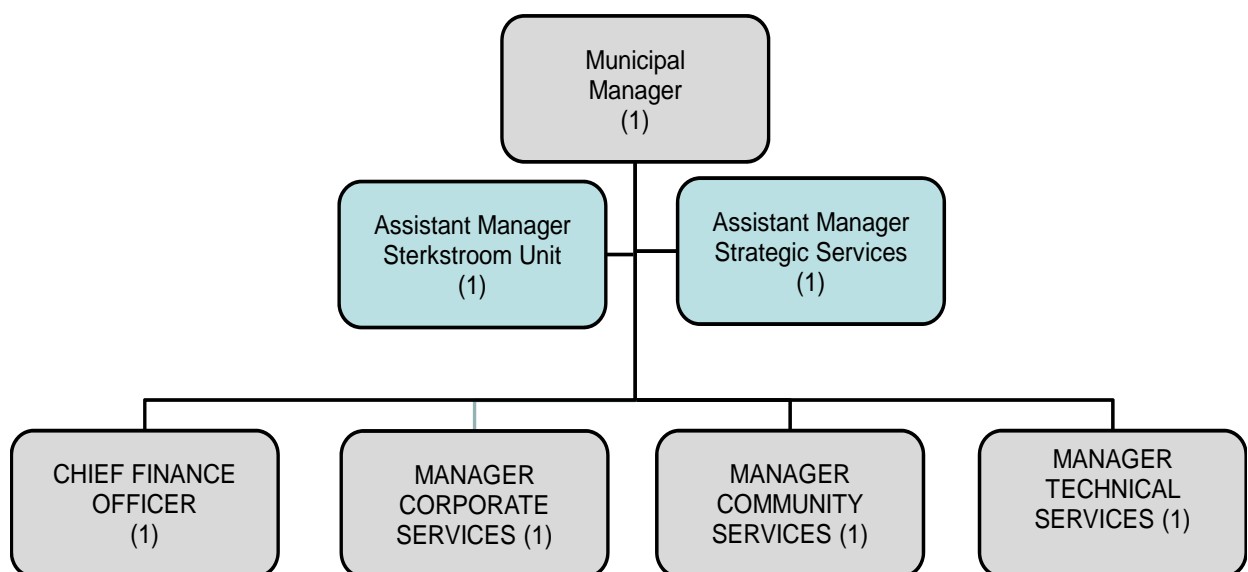 Municipal
Manager
(1)
Assistant Manager
Sterkstroom Unit
(1)
Assistant Manager
Strategic Services
(1)
CHIEF FINANCE
OFFICER
(1)
MANAGER
CORPORATE
SERVICES (1)
MANAGER
COMMUNITY
SERVICES (1)
MANAGER
TECHNICAL
SERVICES (1)